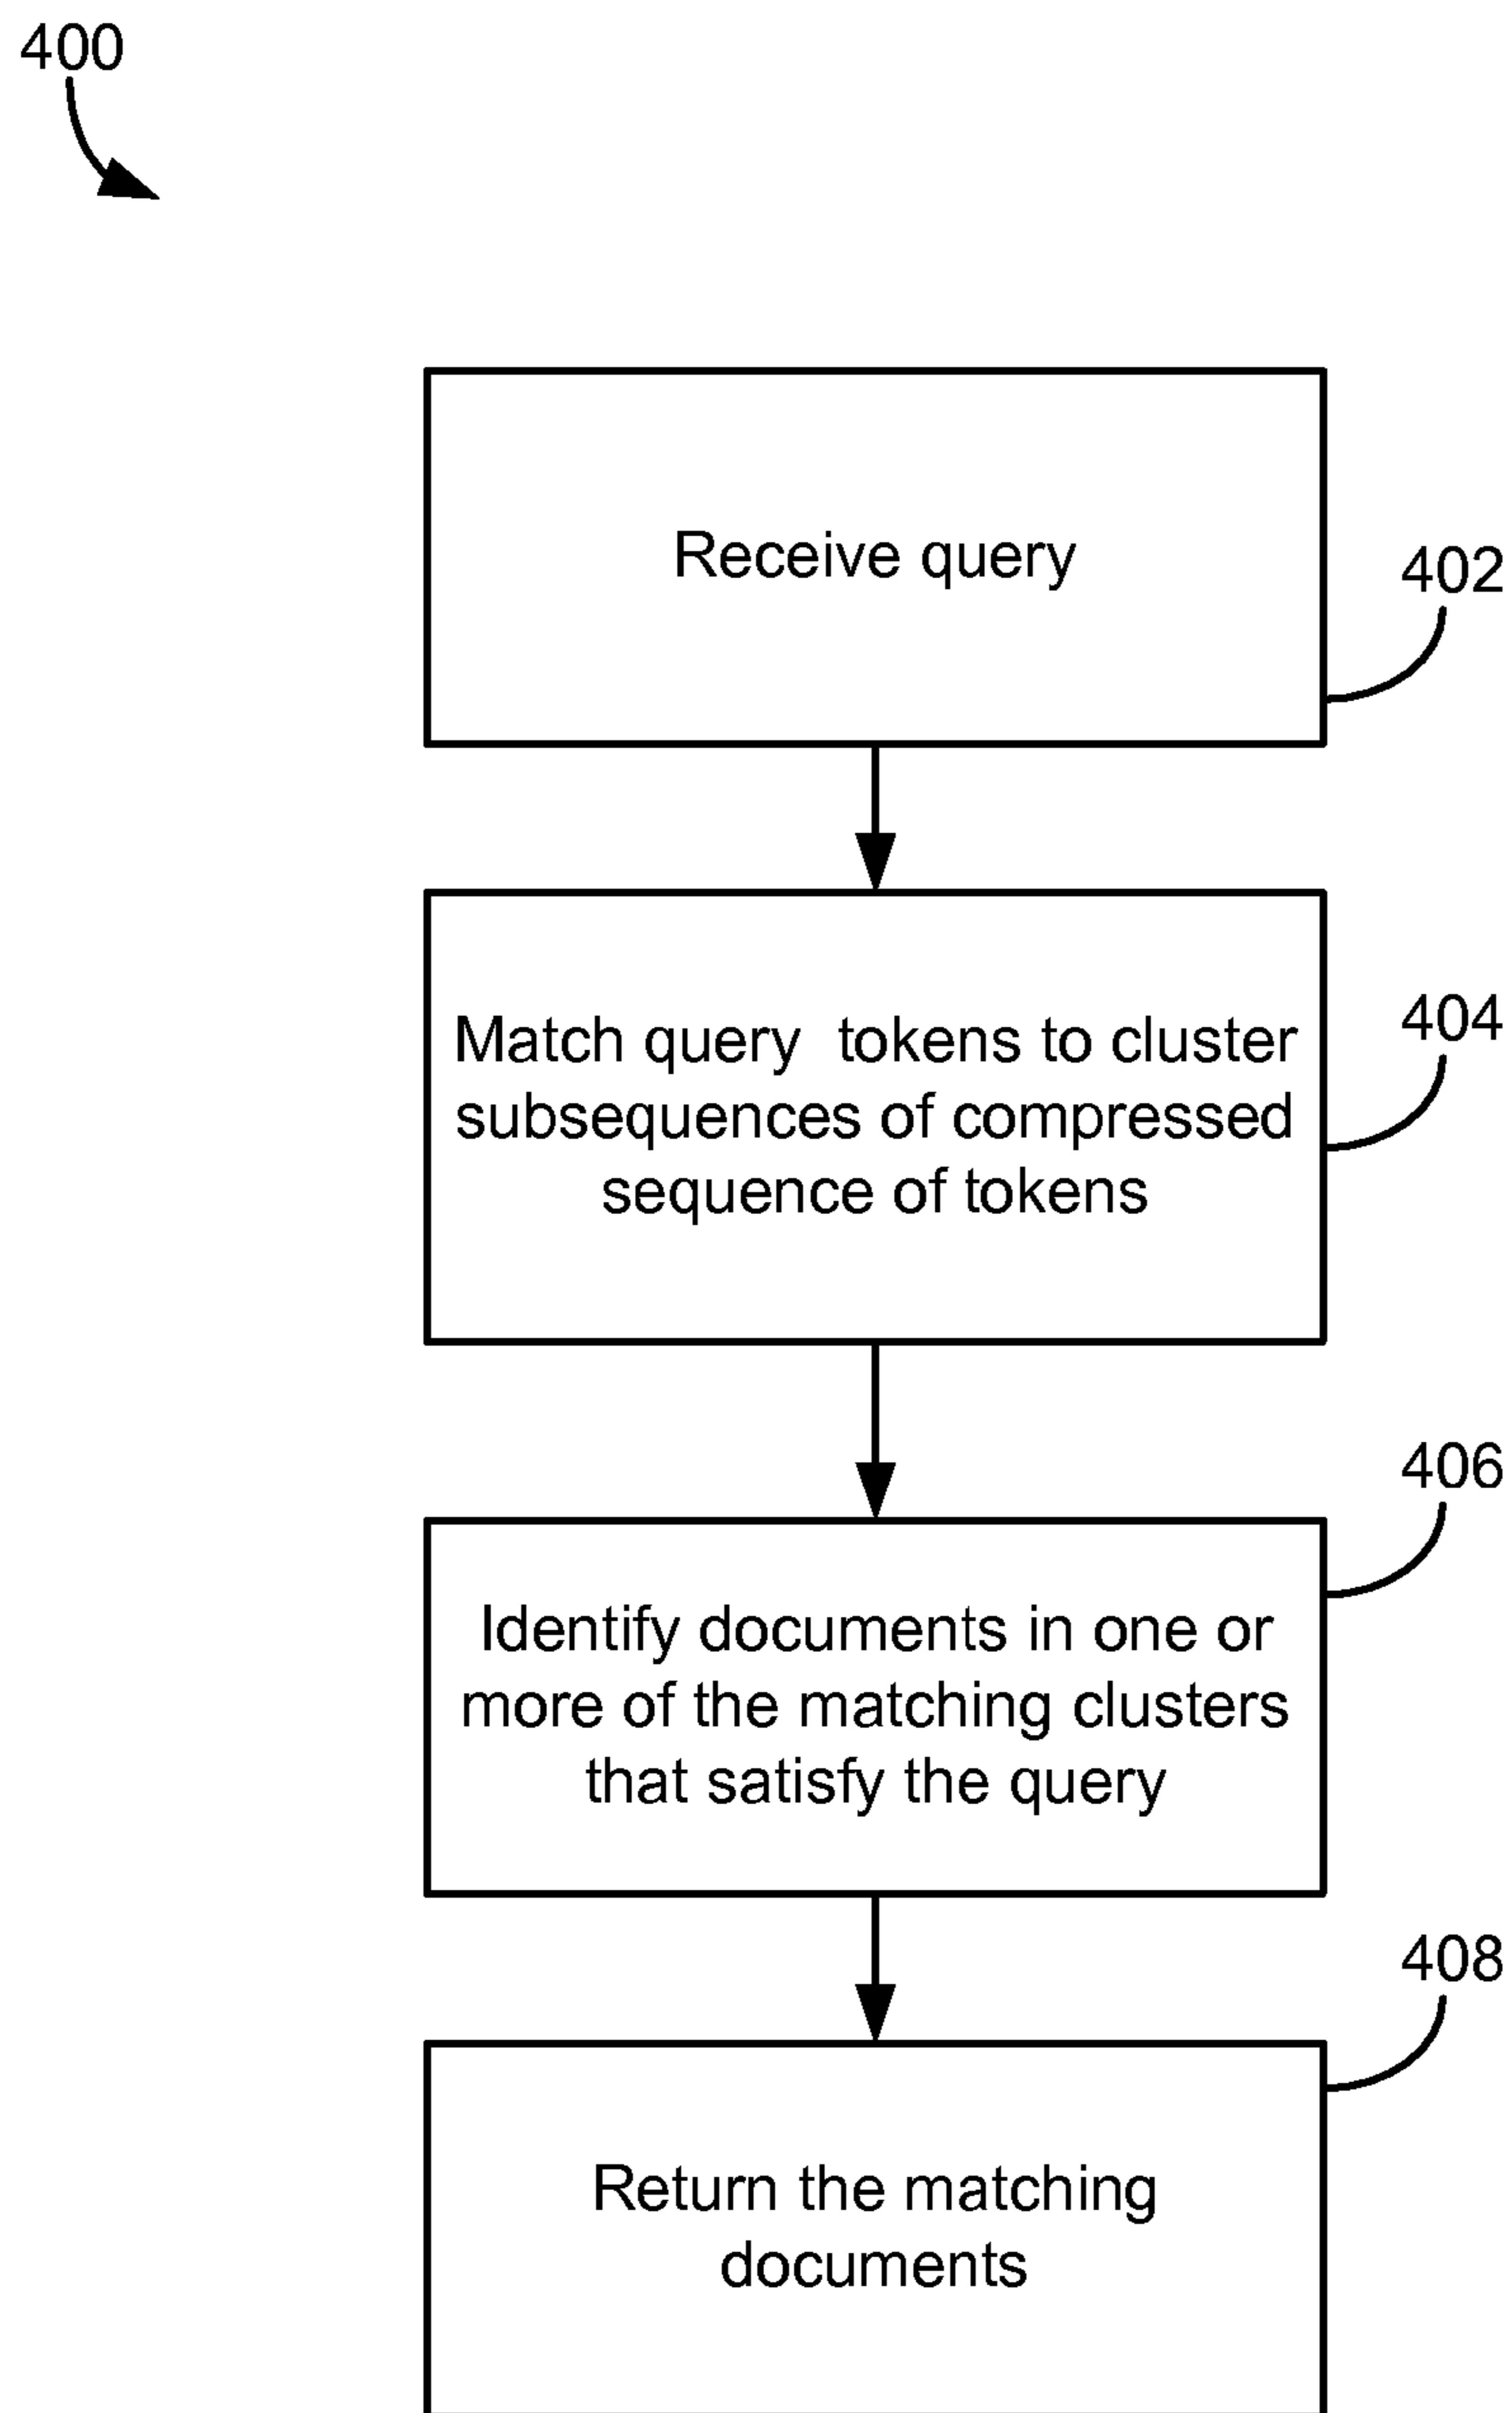 400
Receive query
402
Match query  tokens to cluster
subsequences of compressed
sequence of tokens
404
Identify documents in one or
more of the matching clusters
that satisfy the query
406
Return the matching
documents
408